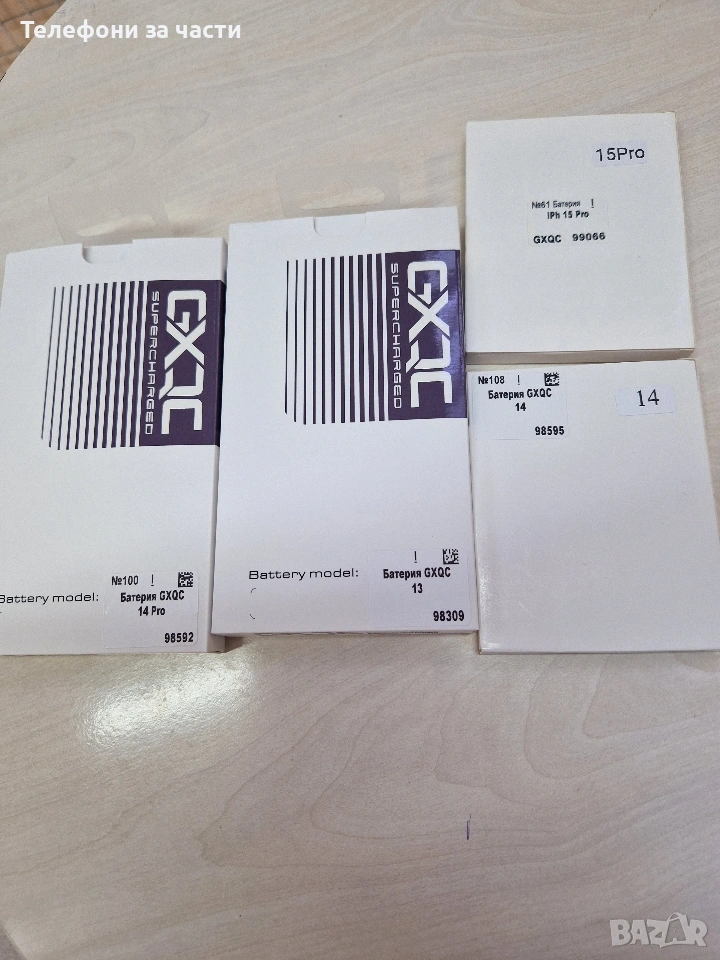 Телефони за части
GXQC
SUPERCHARGED
Battery model:
№100 !
Батерия GXQC
14 Pro
98592
GXQC
SUPERCHARGED
Battery model:
!
Батерия GXQC
13
98309
15Pro
№61 Батерия !
iPh 15 Pro
GXQC 99066
№108 !
Батерия GXQC
14
98595
14
BAZAR